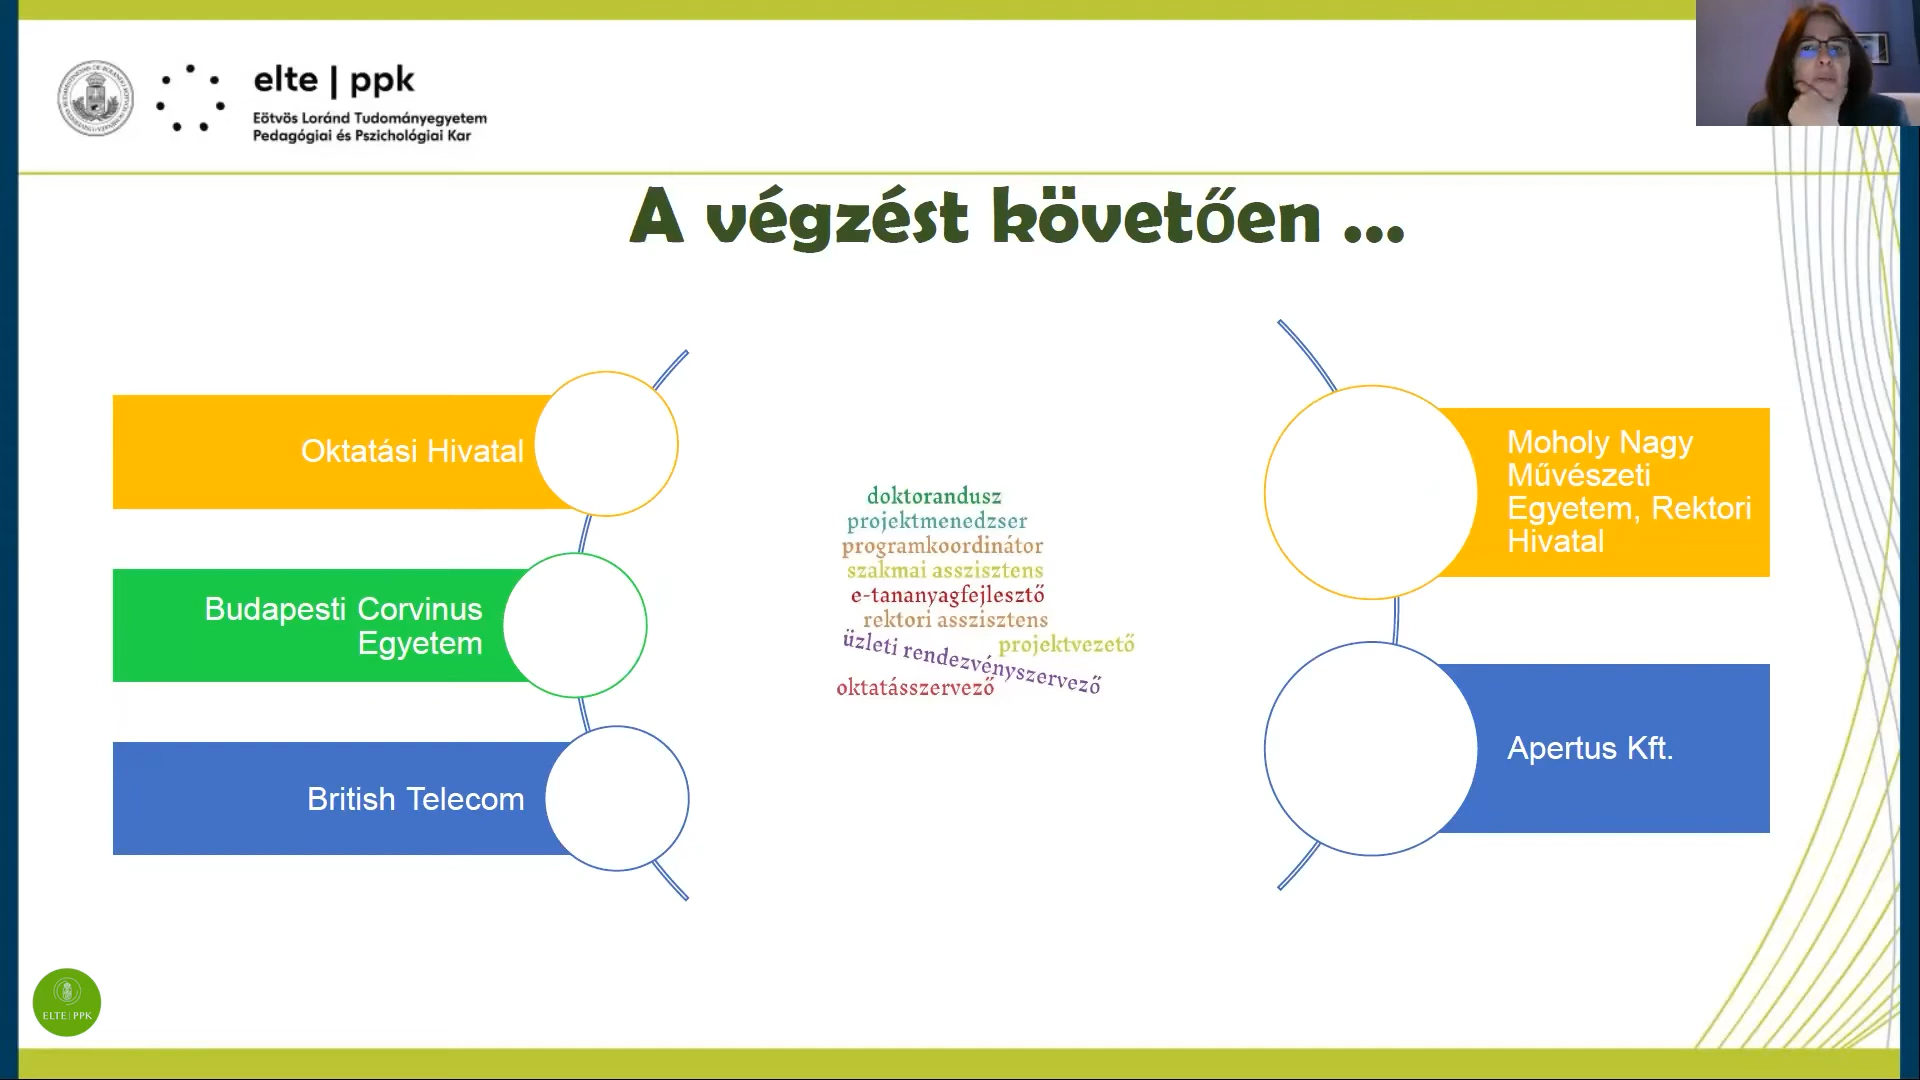 elte | ppk
Eötvös Loránd Tudományegyetem
Pedagógiai és Pszichológiai Kar
A végzést követően ...
Oktatási Hivatal
Budapesti Corvinus
Egyetem
British Telecom
doktorandusz
projektmenedzser
programkoordinátor
szakmai asszisztens
e-tananyagfejlesztő
rektori asszisztens
projektvezető
üzleti rendezvényszervező
oktatásszervező
Moholy Nagy
Művészeti
Egyetem, Rektori
Hivatal
Apertus Kft.
ELTE | PPK